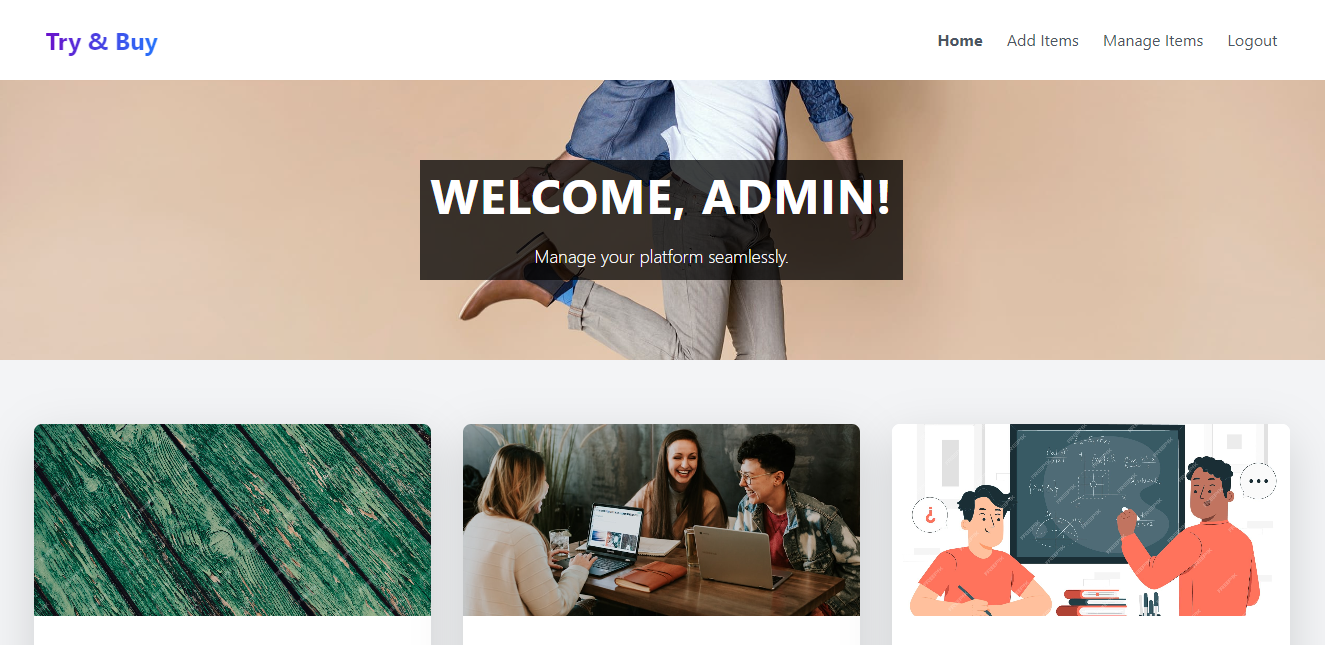 Try & Buy
Home Add Items Manage Items Logout
WELCOME, ADMIN!
Manage your platform seamlessly.